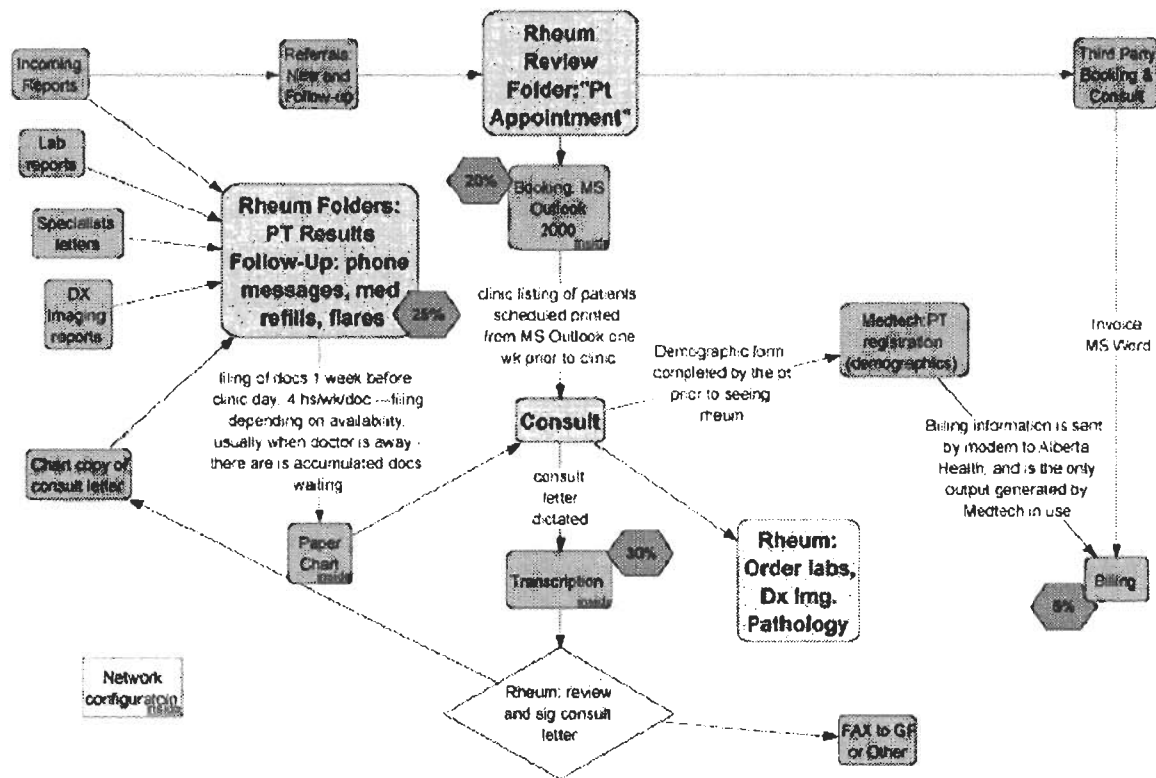 Incoming
Reports
Referrals:
New and
Follow-up
Rheum
Review
Folder:"Pt
Appointment"
Third Party
Booking &
Consult
Lab
reports
Specialists
letters
DX
Imaging
reports
Rheum Folders:
PT Results
Follow-Up: phone
messages, med
refills, flares
25%
20%
Booking: MS
Outlook
2000
inside
clinic listing of patients
scheduled printed
from MS Outlook one
wk prior to clinic
Demographic form
completed by the pt
prior to seeing
rheum
Medtech:PT
registration
(demographics)
Invoice
MS Word
filing of docs 1 week before
clinic day. 4 hs/wk/doc ---filing
depending on availability,
usually when doctor is away -
there are is accumulated docs
waiting
Consult
Billing information is sent
by modem to Alberta
Health, and is the only
output generated by
Medtech in use
Chart copy of
consult letter
consult
letter
dictated
Paper
Chart
inside
30%
Transcription
inside
Rheum:
Order labs,
Dx Img.
Pathology
Billing
Network
configuratoin
inside
Rheum: review
and sig consult
letter
FAX to GP
or Other